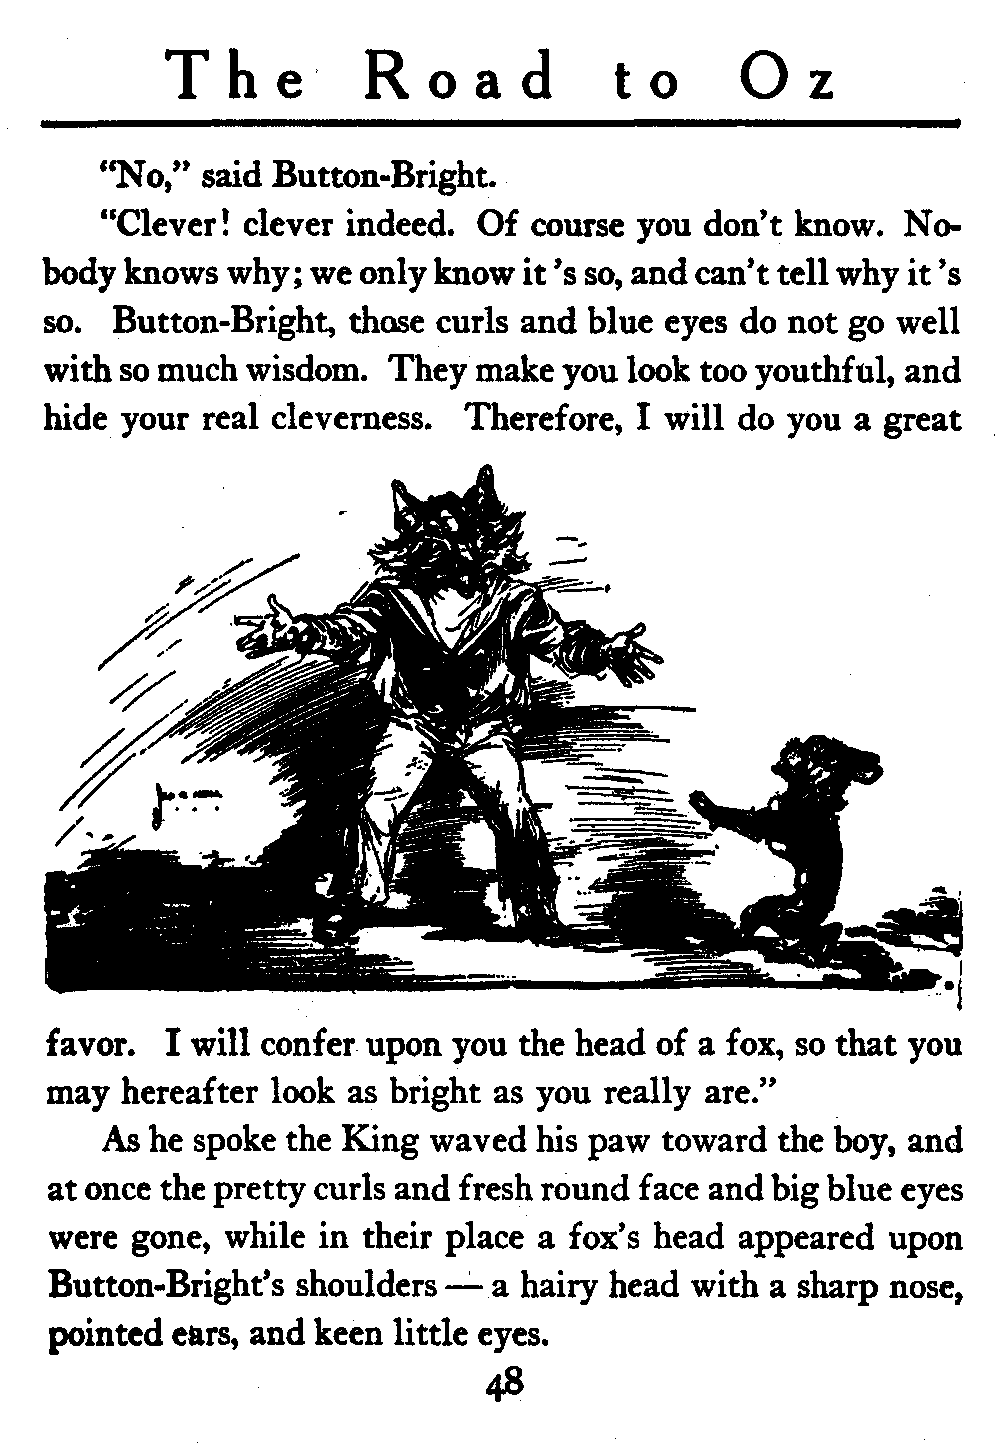 The Road to Oz
“No,” said Button-Bright.
“Clever! clever indeed. Of course you don’t know. No-
body knows why; we only know it ’s so, and can’t tell why it ’s
so. Button-Bright, those curls and blue eyes do not go well
with so much wisdom. They make you look too youthful, and
hide your real cleverness. Therefore, I will do you a great
favor. I will confer upon you the head of a fox, so that you
may hereafter look as bright as you really are.”
As he spoke the King waved his paw toward the boy, and
at once the pretty curls and fresh round face and big blue eyes
were gone, while in their place a fox’s head appeared upon
Button-Bright’s shoulders — a hairy head with a sharp nose,
pointed ears, and keen little eyes.
48